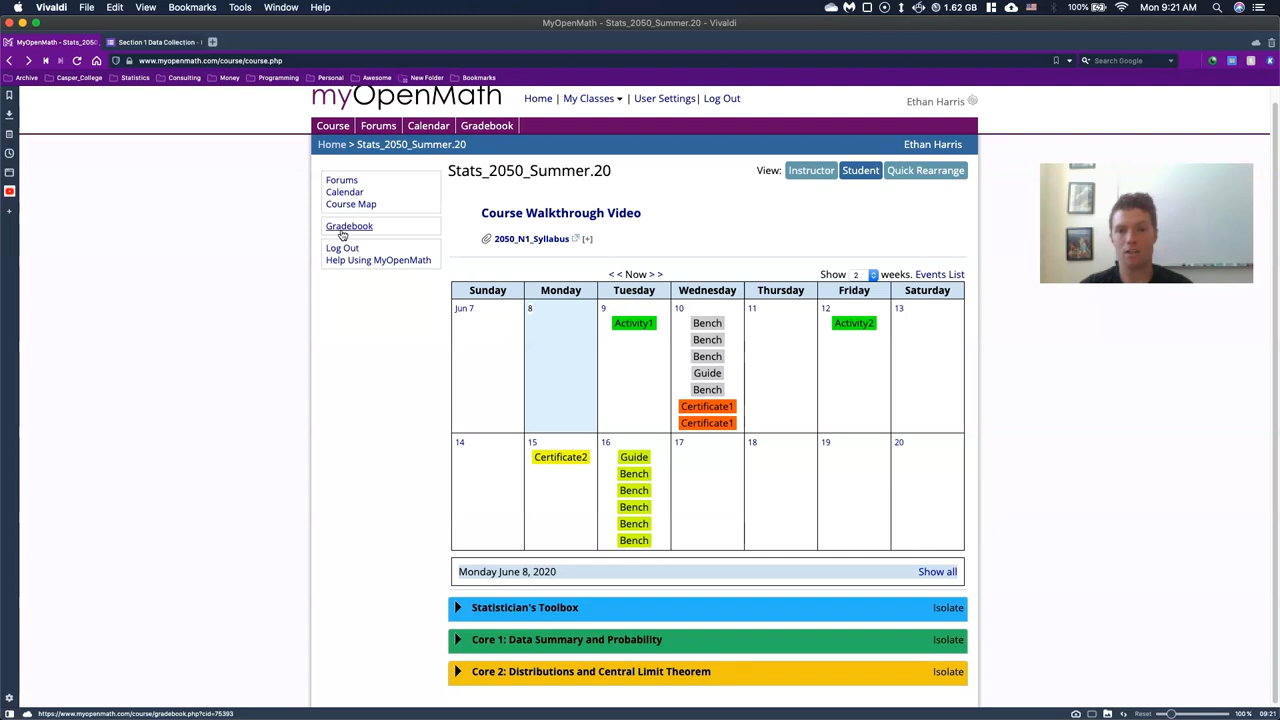 Vivaldi File Edit View Bookmarks Tools Window Help 1.62 GB 100% Mon 9:21 AM
MyOpenMath - Stats_2050_Summer.20 - Vivaldi
MyOpenMath - Stats_2050 Section 1 Data Collection -
www.myopenmath.com/course/course.php Search Google
Archive Casper_College Statistics Consulting Money Programming Personal Awesome New Folder Bookmarks
myOpenMath Home | My Classes | User Settings | Log Out Ethan Harris
Course Forums Calendar Gradebook
Home > Stats_2050_Summer.20 Ethan Harris
Stats_2050_Summer.20 View: Instructor Student Quick Rearrange
Forums
Calendar
Course Map
Gradebook
Log Out
Help Using MyOpenMath
Course Walkthrough Video
2050_N1_Syllabus [+]
< < Now > > Show 2 weeks. Events List
Sunday Monday Tuesday Wednesday Thursday Friday Saturday
Jun 7 8 9 10 11 12 13
Activity1 Bench Activity2
Bench
Bench
Guide
Bench
Certificate1
Certificate1
14 15 16 17 18 19 20
Certificate2 Guide
Bench
Bench
Bench
Bench
Bench
Monday June 8, 2020 Show all
Statistician's Toolbox Isolate
Core 1: Data Summary and Probability Isolate
Core 2: Distributions and Central Limit Theorem Isolate
https://www.myopenmath.com/course/gradebook.php?cid=75393 Reset 100 % 09:21